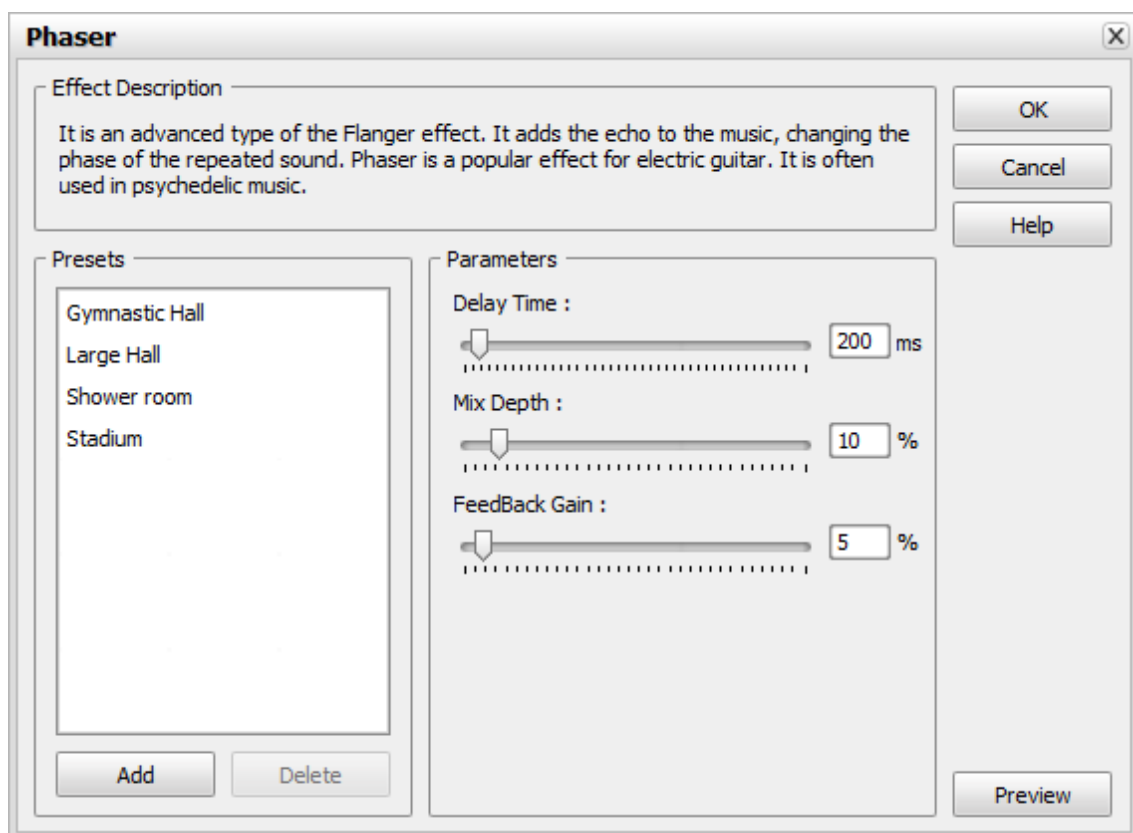 Phaser
Effect Description
It is an advanced type of the Flanger effect. It adds the echo to the music, changing the
phase of the repeated sound. Phaser is a popular effect for electric guitar. It is often
used in psychedelic music.
OK
Cancel
Help
Presets
Gymnastic Hall
Large Hall
Shower room
Stadium
Add
Delete
Parameters
Delay Time :
200 ms
Mix Depth :
10 %
FeedBack Gain :
5 %
Preview